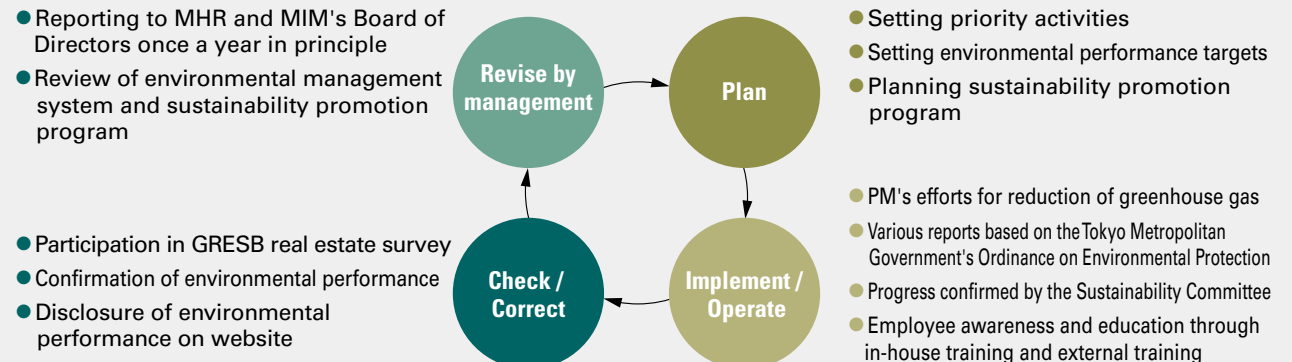 ● Reporting to MHR and MIM's Board of
Directors once a year in principle
● Review of environmental management
system and sustainability promotion
program
Revise by
management
Plan
● Setting priority activities
● Setting environmental performance targets
● Planning sustainability promotion
program
● Participation in GRESB real estate survey
● Confirmation of environmental performance
● Disclosure of environmental
performance on website
Check /
Correct
Implement /
Operate
● PM's efforts for reduction of greenhouse gas
● Various reports based on the Tokyo Metropolitan
Government's Ordinance on Environmental Protection
● Progress confirmed by the Sustainability Committee
● Employee awareness and education through
in-house training and external training